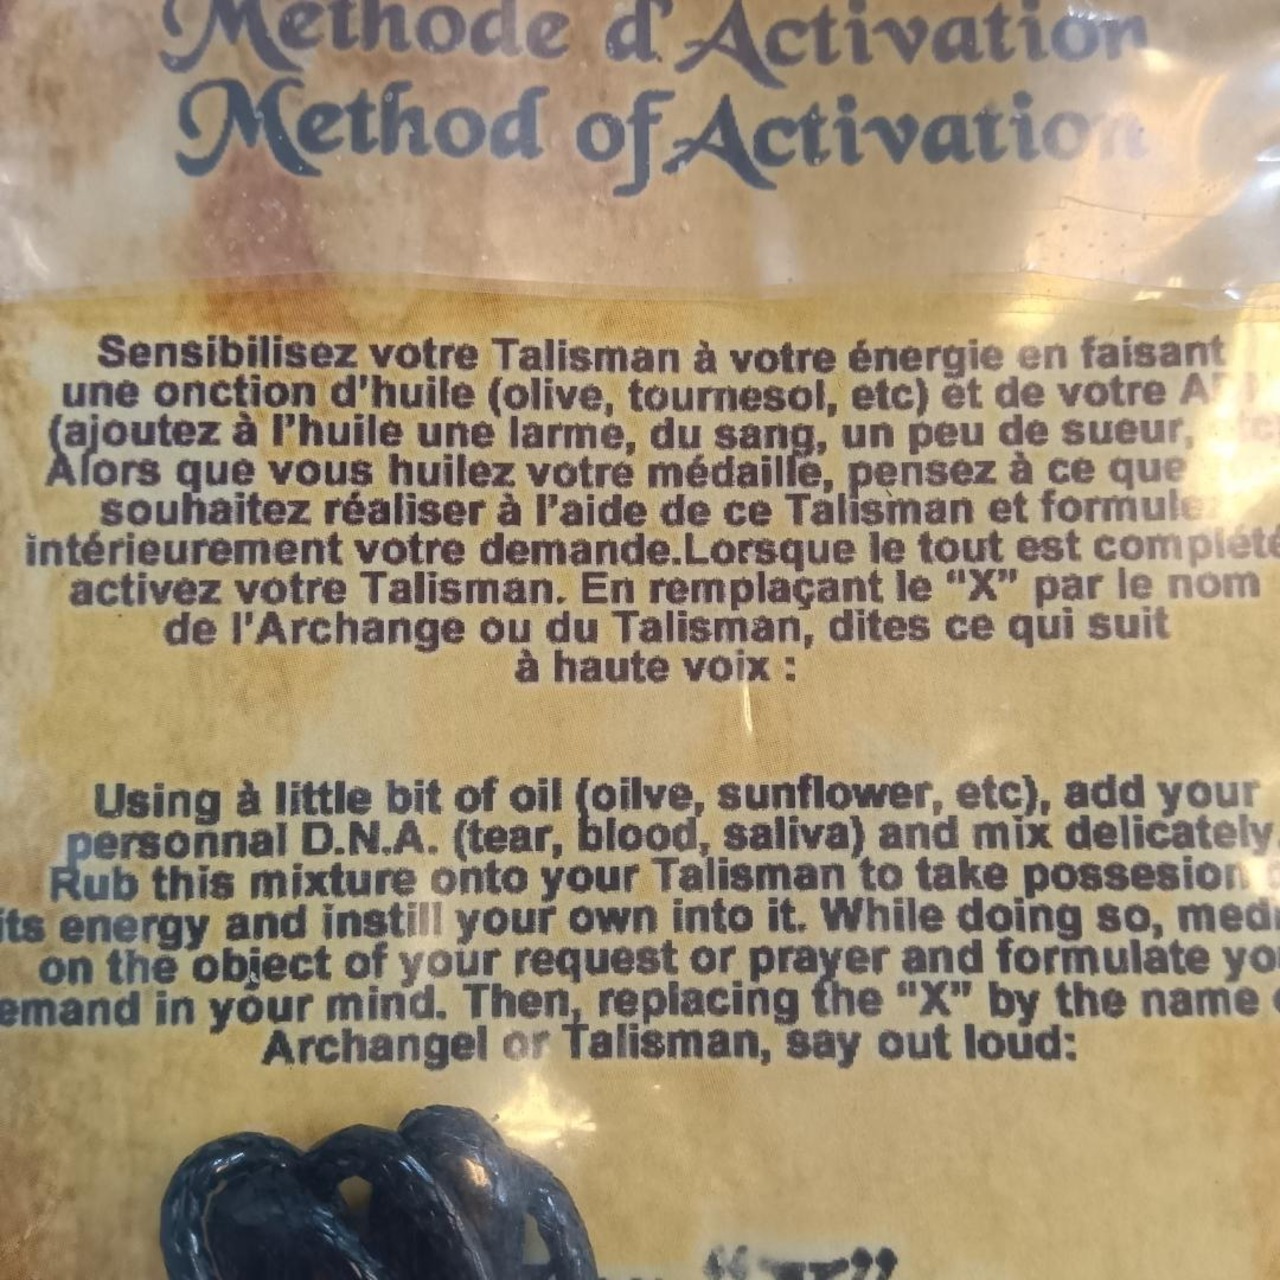 Methode d'Activation
Method of Activation
Sensibilisez votre Talisman à votre énergie en faisant
une onction d'huile (olive, tournesol, etc) et de votre
(ajoutez à l'huile une larme, du sang, un peu de sueur,
Alors que vous huilez votre médaille, pensez à ce que
souhaitez réaliser à l'aide de ce Talisman et
intérieurement votre demande.Lorsque le tout est complété
activez votre Talisman. En remplaçant le "X" par le nom
de l'Archange ou du Talisman, dites ce qui suit
à haute voix :
Using à little bit of oil (oilve, sunflower, etc), add your
personnal D.N.A. (tear, blood, saliva) and mix delicately.
Rub this mixture onto your Talisman to take possesion
its energy and instill your own into it. While doing so,
on the object of your request or prayer and formulate
in your mind. Then, replacing the "X" by the name
Archangel or Talisman, say out loud:
"X"